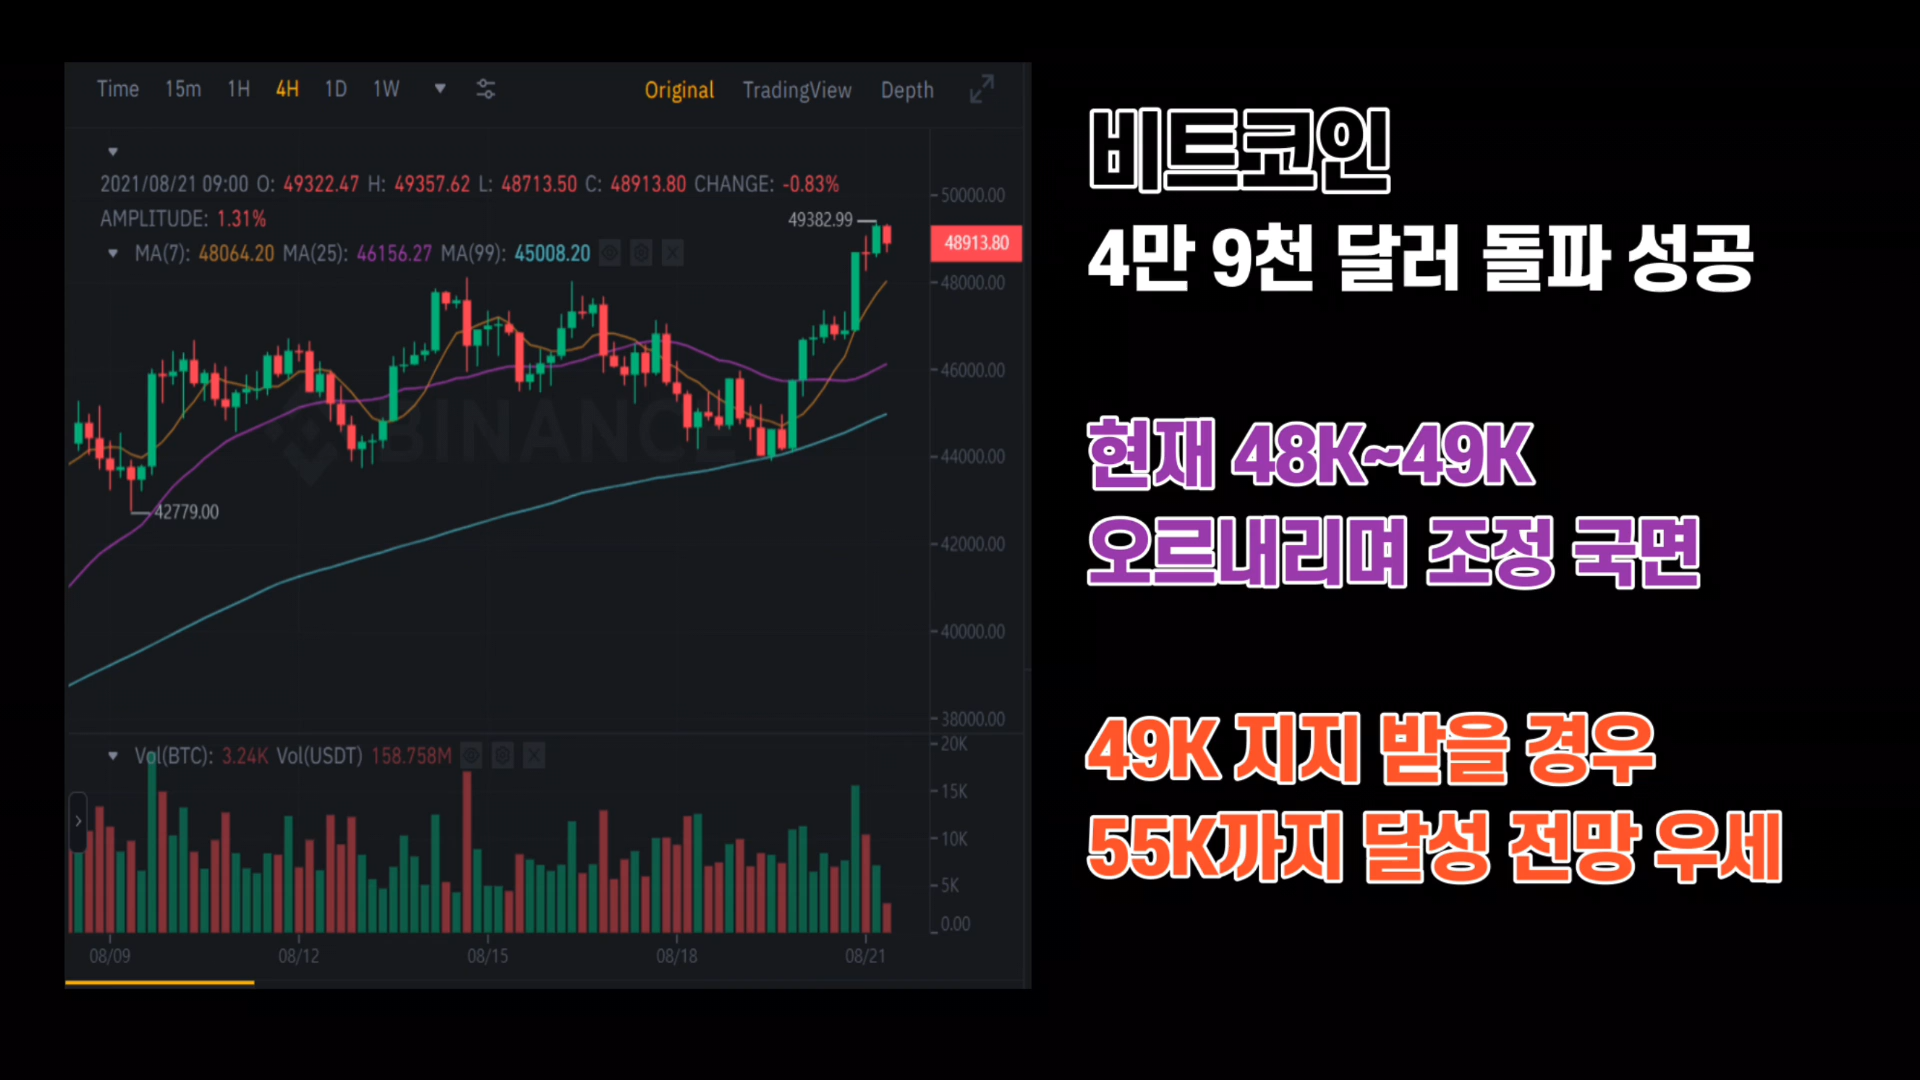 Time 15m 1H 4H 1D 1W Original TradingView Depth
2021/08/21 09:00 O: 49322.47 H: 49357.62 L: 48713.50 C: 48913.80 CHANGE: -0.83%
AMPLITUDE: 1.31%
MA(7): 48064.20 MA(25): 46156.27 MA(99): 45008.20
49382.99
42779.00
BINANCE
50000.00
48913.80
48000.00
46000.00
44000.00
42000.00
40000.00
38000.00
Vol(BTC): 3.24K Vol(USDT) 158.758M
20K
15K
10K
5K
0.00
08/09 08/12 08/15 08/18 08/21
비트코인
4만 9천 달러 돌파 성공
현재 48K~49K
오르내리며 조정 국면
49K 지지 받을 경우
55K까지 달성 전망 우세